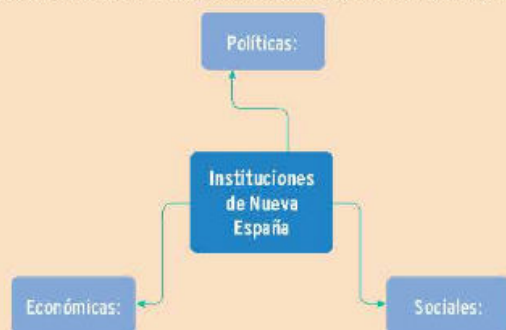 Políticas:
Instituciones
de Nueva
España
Económicas:
Sociales: